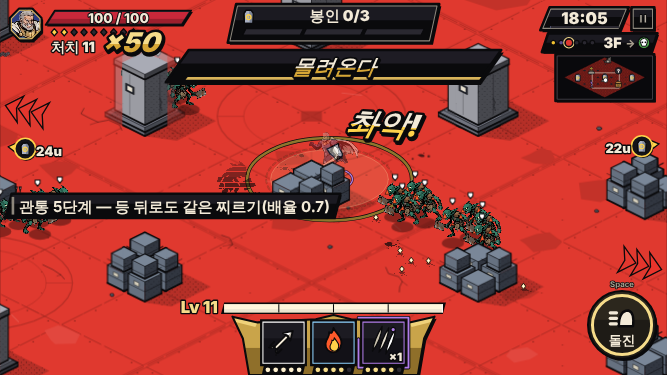 100 / 100
처치 11 ×50
봉인 0/3
18:05
3F
몰려온다
촤악!
24u
22u
관통 5단계 — 등 뒤로도 같은 찌르기(배율 0.7)
Lv 11
×1
Space
돌진